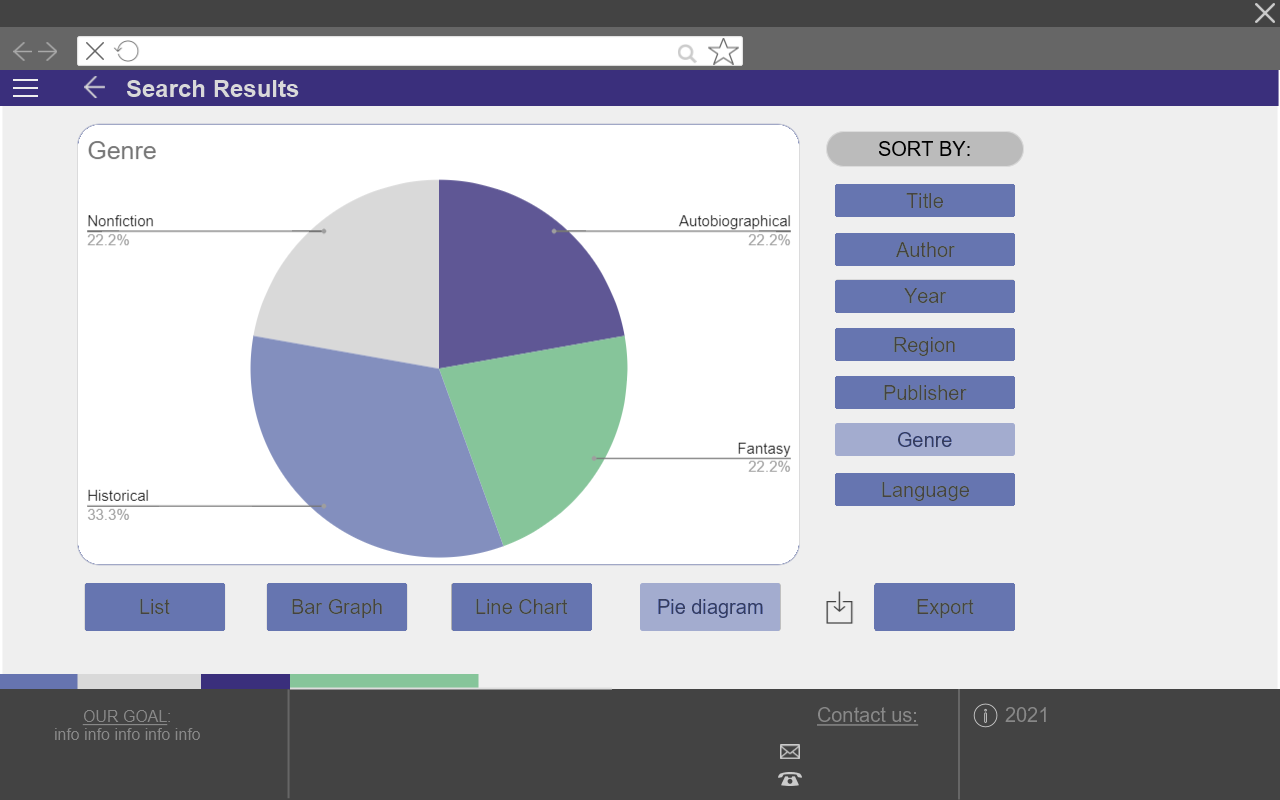 Search Results
Genre
Nonfiction
22.2%
Autobiographical
22.2%
Fantasy
22.2%
Historical
33.3%
SORT BY:
Title
Author
Year
Region
Publisher
Genre
Language
List
Bar Graph
Line Chart
Pie diagram
Export
OUR GOAL:
info info info info info
Contact us:
2021